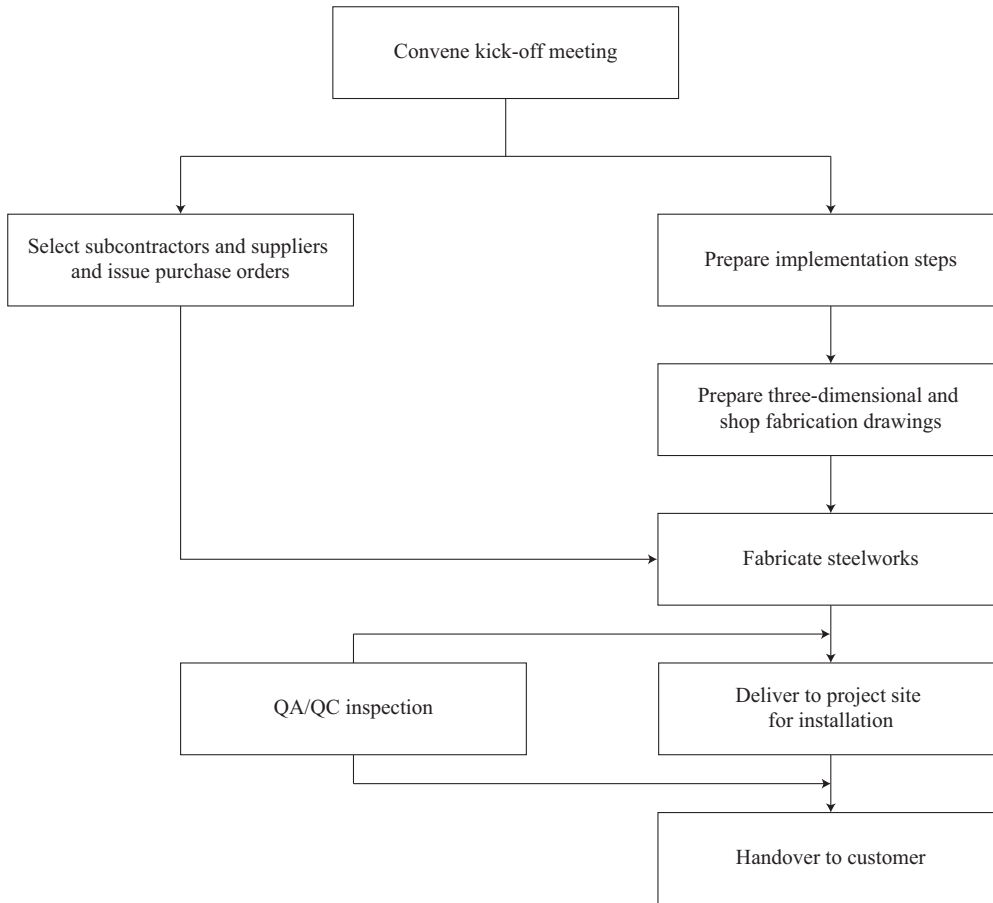 Convene kick-off meeting
Select subcontractors and suppliers
and issue purchase orders
Prepare implementation steps
Prepare three-dimensional and
shop fabrication drawings
Fabricate steelworks
QA/QC inspection
Deliver to project site
for installation
Handover to customer